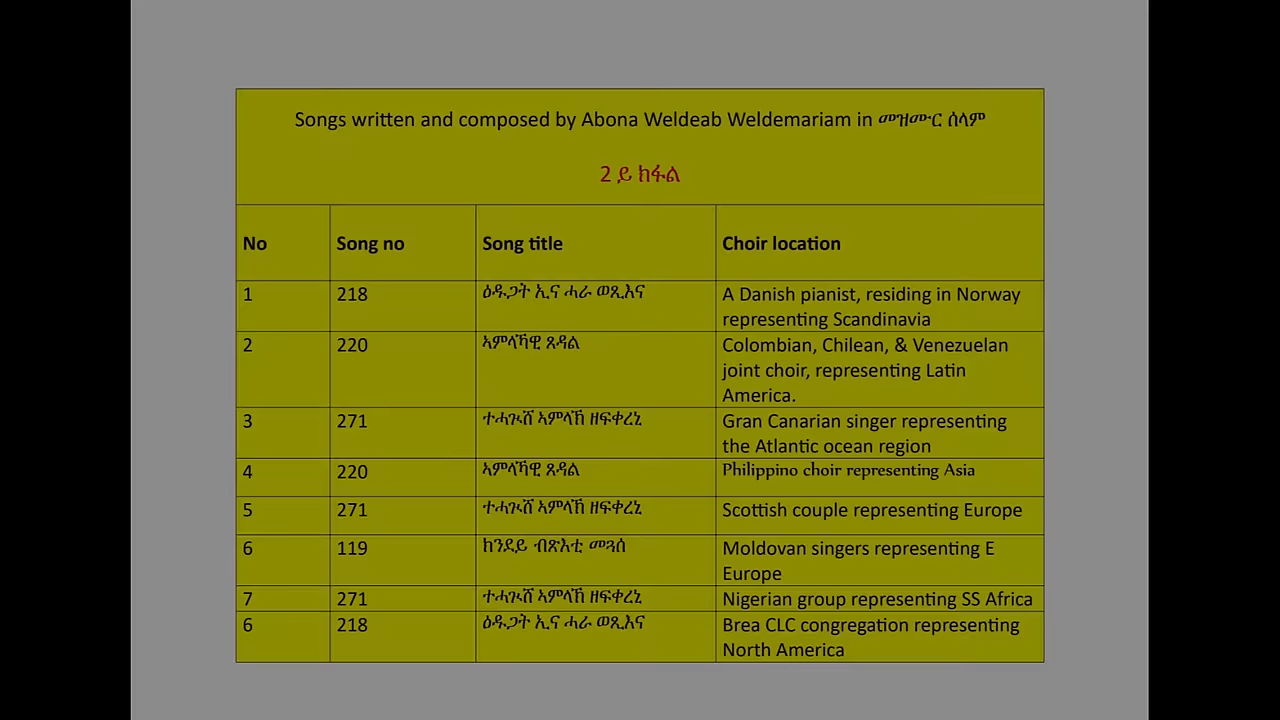 Songs written and composed by Abona Weldeab Weldemariam in መዝሙር ሰላም
2 ይ ክፋል
No Song no Song title Choir location
1 218 ዕዱጋት ኢና ሓራ ወጺእና A Danish pianist, residing in Norway
representing Scandinavia
2 220 ኣምላኻዊ ጸዳል Colombian, Chilean, & Venezuelan
joint choir, representing Latin
America.
3 271 ተሓጒሸ ኣምላኽ ዘፍቀረኒ Gran Canarian singer representing
the Atlantic ocean region
4 220 ኣምላኻዊ ጸዳል Philippino choir representing Asia
5 271 ተሓጒሸ ኣምላኽ ዘፍቀረኒ Scottish couple representing Europe
6 119 ክንደይ ብጽእቲ መጓሰ Moldovan singers representing E
Europe
7 271 ተሓጒሸ ኣምላኽ ዘፍቀረኒ Nigerian group representing SS Africa
6 218 ዕዱጋት ኢና ሓራ ወጺእና Brea CLC congregation representing
North America